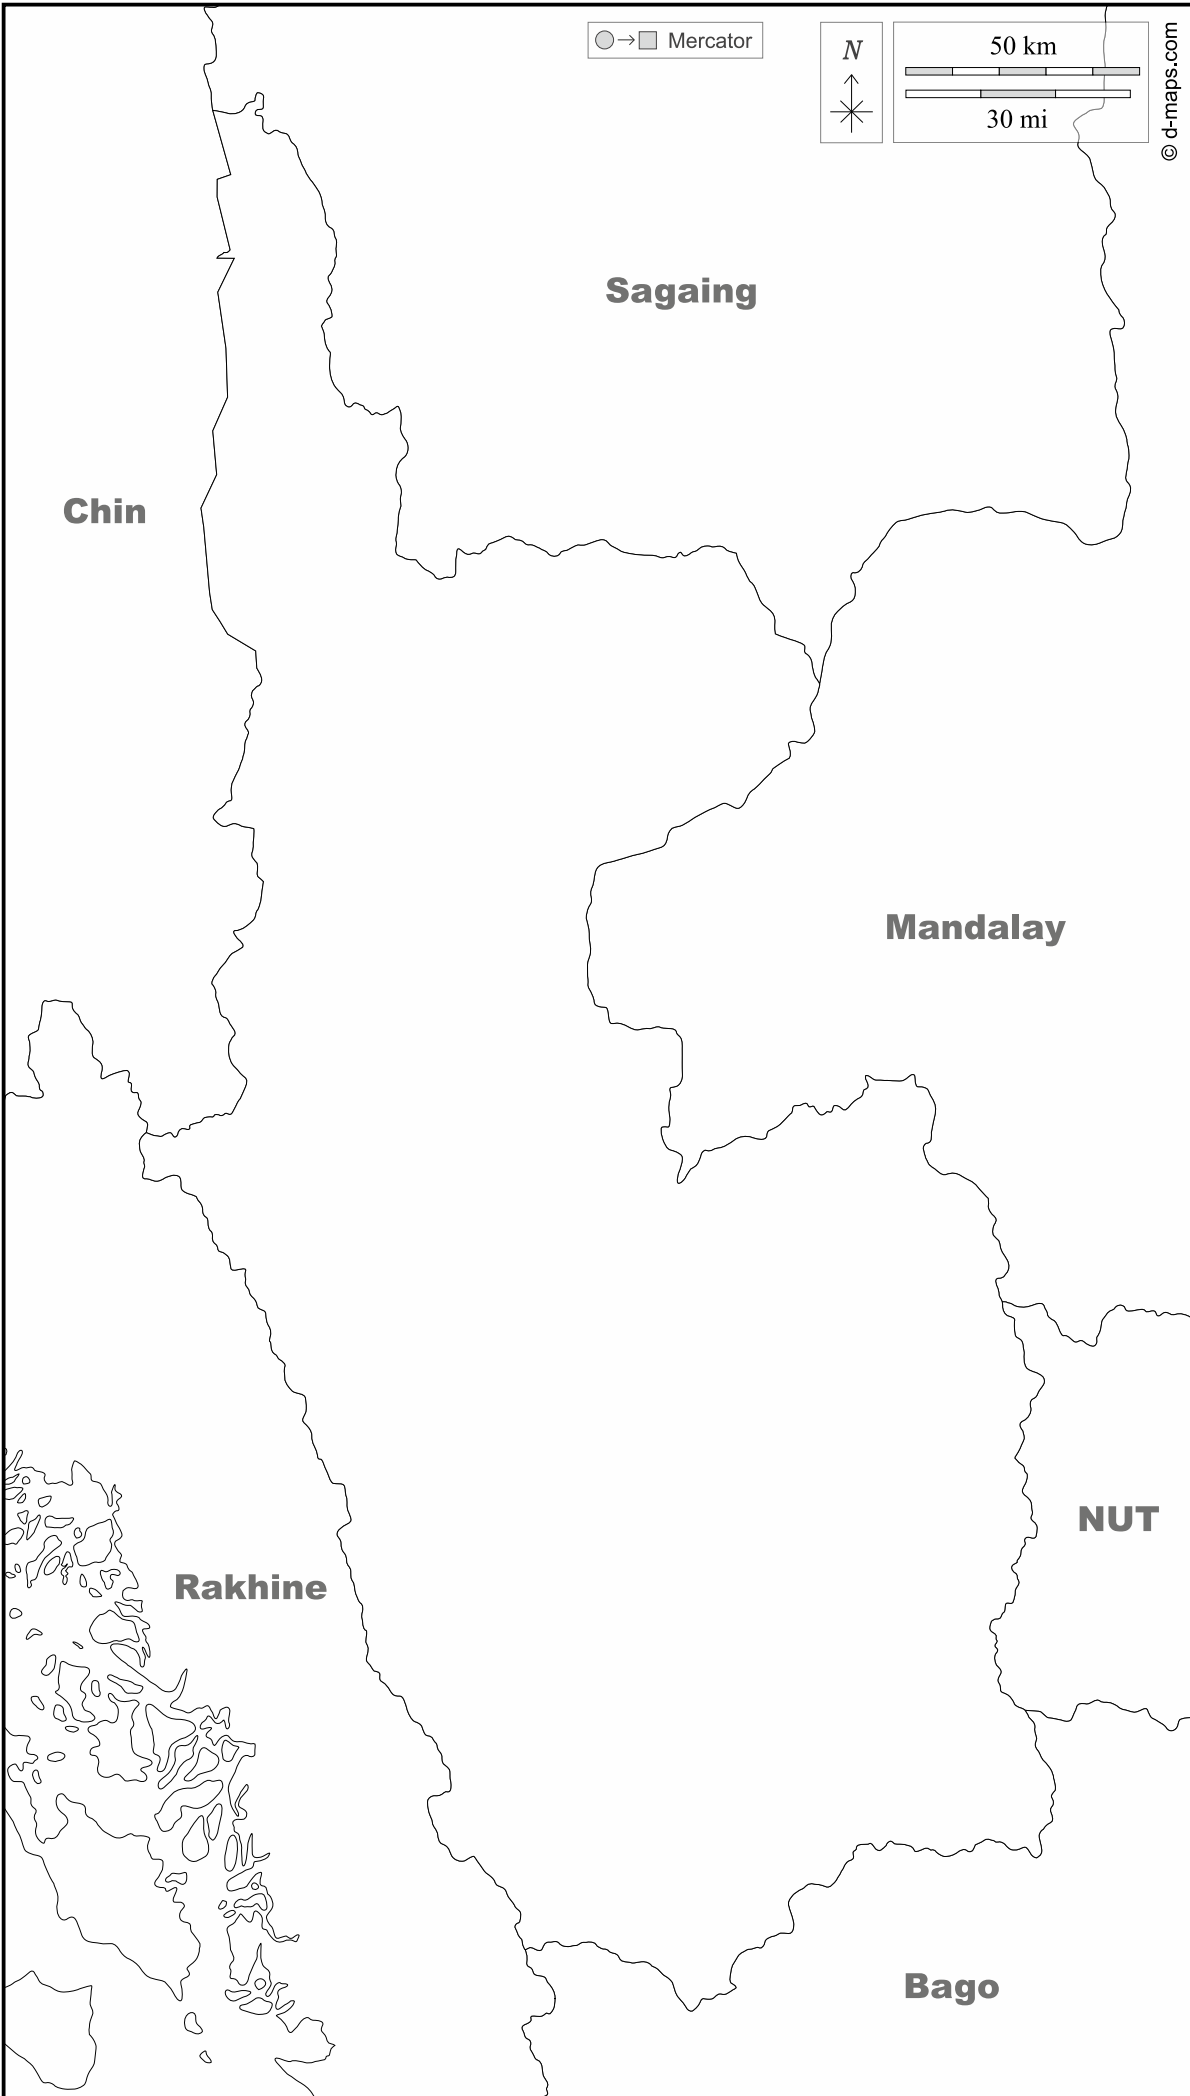 Mercator
N
50 km
30 mi
© d-maps.com
Sagaing
Chin
Mandalay
NUT
Rakhine
Bago